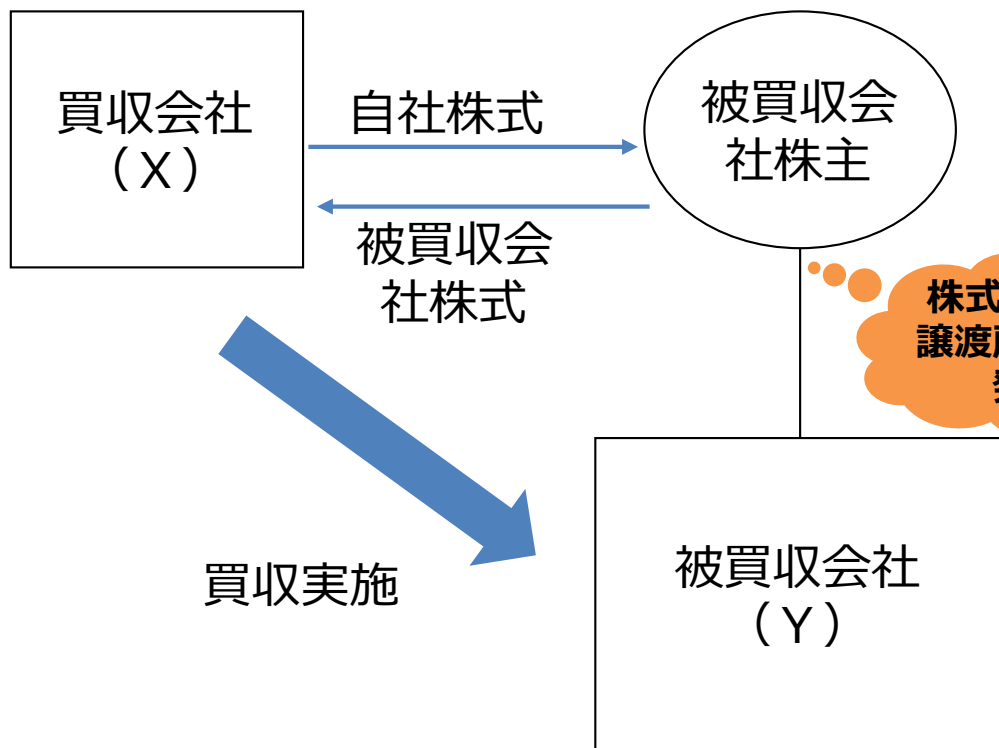 買収会社
（X）
自社株式
被買収会
社株主
被買収会
社株式
株式
譲渡
買収実施
被買収会社
（Y）